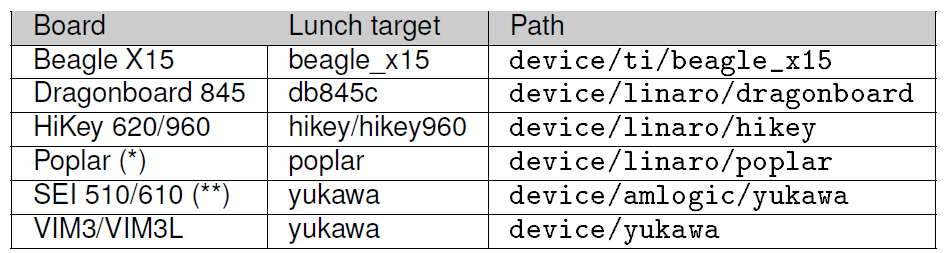 Board Lunch target Path
Beagle X15 beagle_x15 device/ti/beagle_x15
Dragonboard 845 db845c device/linaro/dragonboard
HiKey 620/960 hikey/hikey960 device/linaro/hikey
Poplar (*) poplar device/linaro/poplar
SEI 510/610 (**) yukawa device/amlogic/yukawa
VIM3/VIM3L yukawa device/yukawa